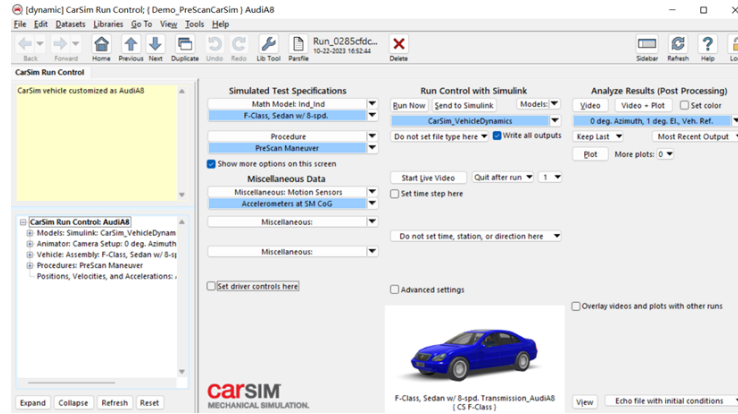 [dynamic] CarSim Run Control; { Demo_PreScanCarSim } AudiA8
File Edit Datasets Libraries Go To View Tools Help
Back Forward Home Previous Next Duplicate Undo Redo Lib Tool Parsfile
Run_0285cfdc...
10-22-2023 16:52:44
Delete Sidebar Refresh Help
CarSim Run Control
CarSim vehicle customized as AudiA8
CarSim Run Control: AudiA8
Models: Simulink: CarSim_VehicleDynam
Animator: Camera Setup: 0 deg. Azimuth
Vehicle: Assembly: F-Class, Sedan w/ 8-s
Procedures: PreScan Maneuver
Positions, Velocities, and Accelerations:
Expand Collapse Refresh Reset
Simulated Test Specifications
Math Model: Ind_Ind
F-Class, Sedan w/ 8-spd.
Procedure
PreScan Maneuver
Show more options on this screen
Miscellaneous Data
Miscellaneous: Motion Sensors
Accelerometers at SM CoG
Miscellaneous:
Miscellaneous:
Set driver controls here
CarSIM
MECHANICAL SIMULATION.
Run Control with Simulink
Run Now Send to Simulink Models:
CarSim_VehicleDynamics
Do not set file type here Write all outputs
Start Live Video Quit after run 1
Set time step here
Do not set time, station, or direction here
Advanced settings
F-Class, Sedan w/ 8-spd. Transmission_AudiA8
{ CS F-Class }
Analyze Results (Post Processing)
Video Video + Plot Set color
0 deg. Azimuth, 1 deg. El., Veh. Ref.
Keep Last Most Recent Output
Plot More plots: 0
Overlay videos and plots with other runs
View Echo file with initial conditions